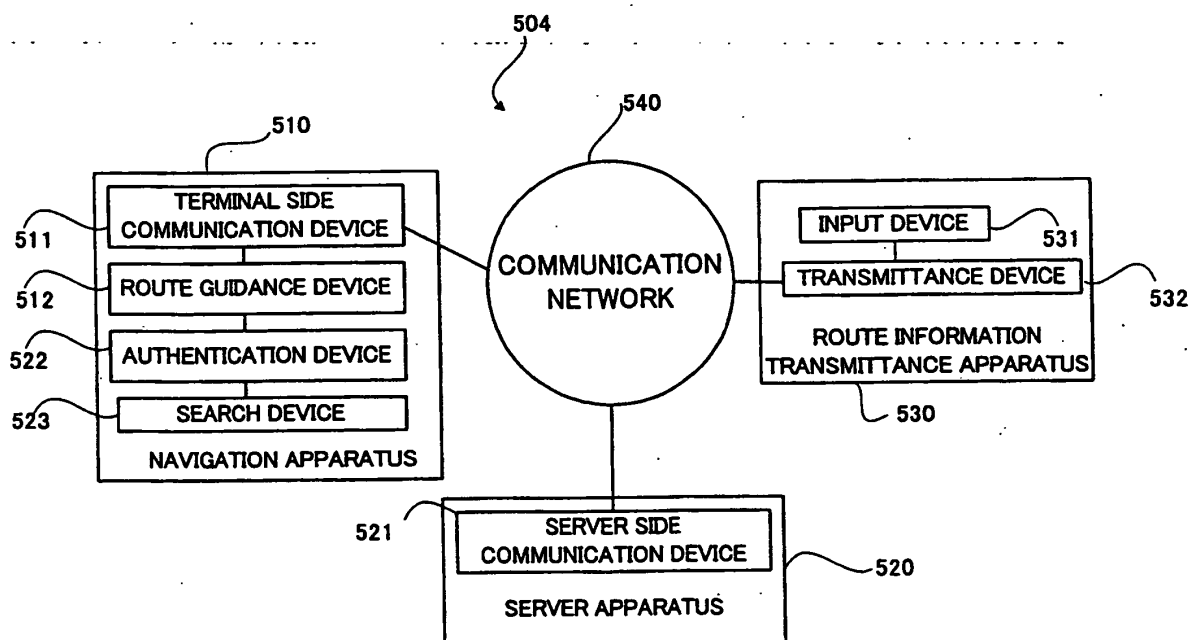 504
540
510
TERMINAL SIDE
COMMUNICATION DEVICE
511
ROUTE GUIDANCE DEVICE
512
AUTHENTICATION DEVICE
522
SEARCH DEVICE
523
NAVIGATION APPARATUS
COMMUNICATION
NETWORK
INPUT DEVICE
531
TRANSMITTANCE DEVICE
532
ROUTE INFORMATION
TRANSMITTANCE APPARATUS
530
521
SERVER SIDE
COMMUNICATION DEVICE
520
SERVER APPARATUS